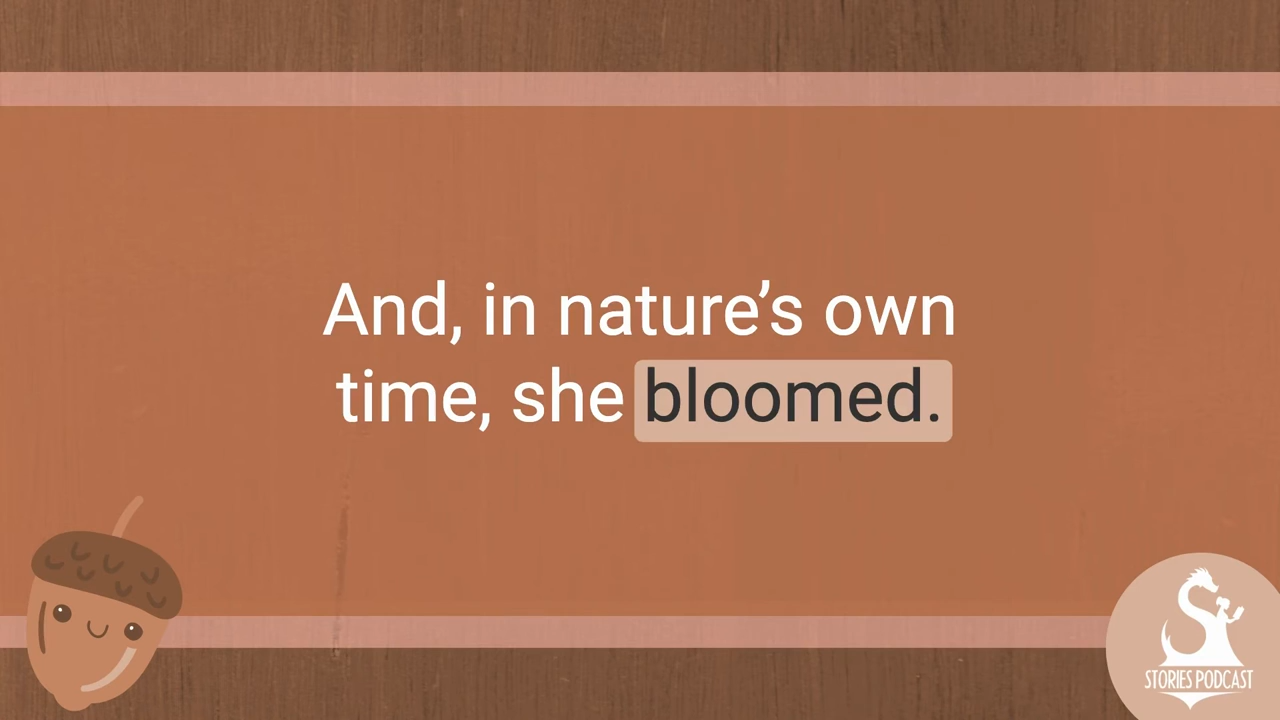 And, in nature’s own
time, she bloomed.
STORIES PODCAST